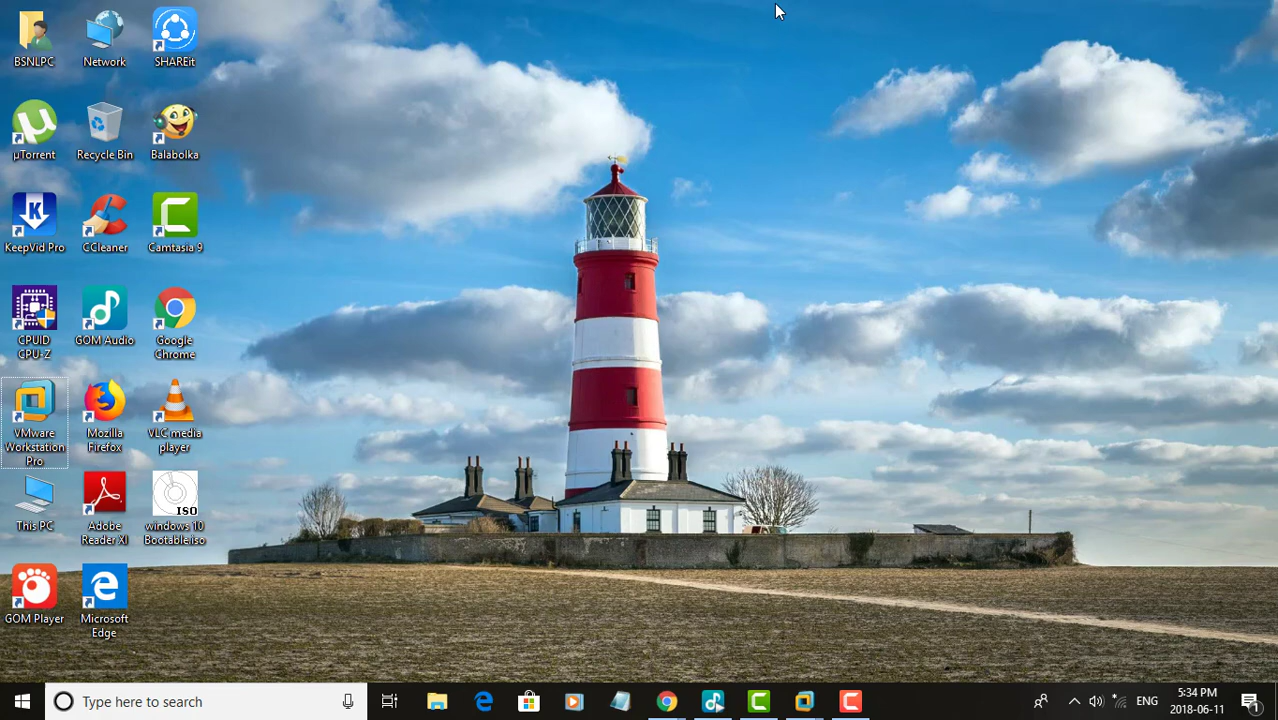 BSNLPC
Network
SHAREit
µTorrent
Recycle Bin
Balabolka
KeepVid Pro
CCleaner
Camtasia 9
CPUID
CPU-Z
GOM Audio
Google
Chrome
VMware
Workstation
Pro
Mozilla
Firefox
VLC media
player
This PC
Adobe
Reader XI
ISO
windows 10
Bootable.iso
GOM Player
Microsoft
Edge
Type here to search
ENG
5:34 PM
2018-06-11
1